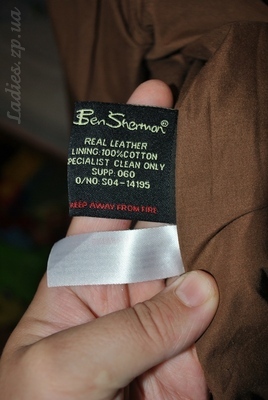 Ladies.zp.ua
Ben Sherman®
REAL LEATHER
LINING:100%COTTON
SPECIALIST CLEAN ONLY
SUPP: 060
O/NO: S04-14195
KEEP AWAY FROM FIRE